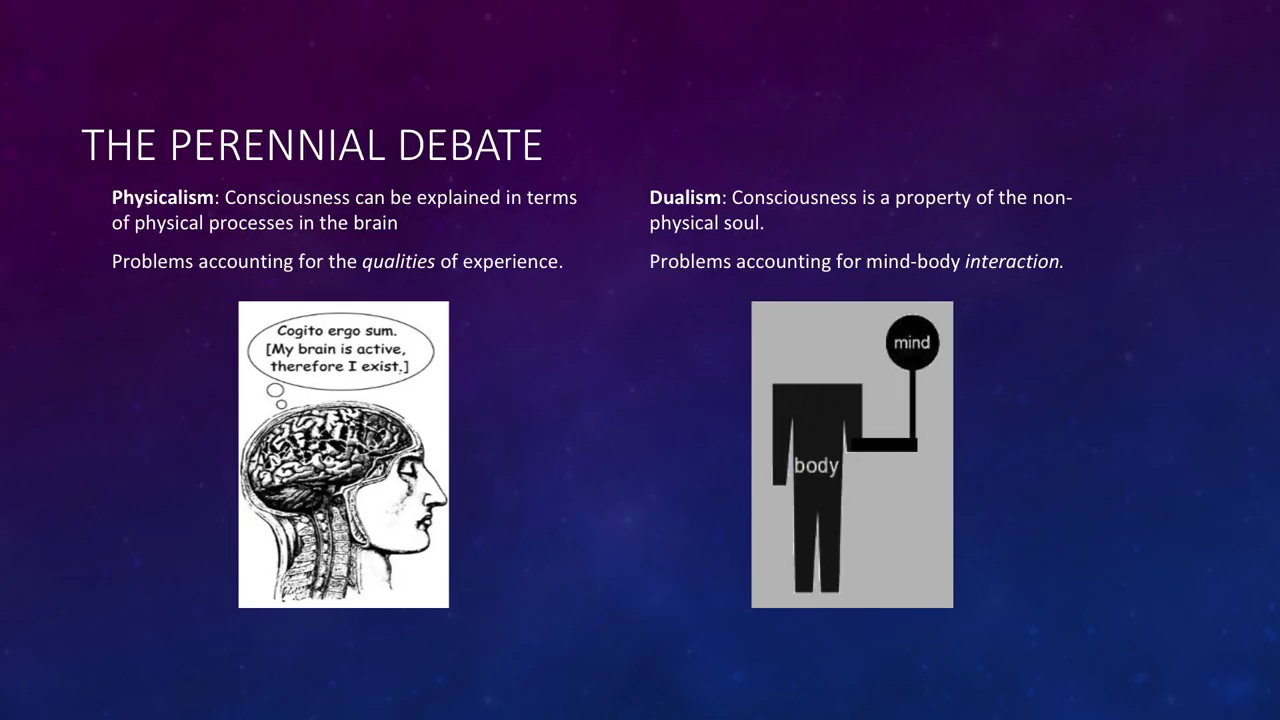 THE PERENNIAL DEBATE
Physicalism: Consciousness can be explained in terms
of physical processes in the brain
Problems accounting for the qualities of experience.
Dualism: Consciousness is a property of the non-
physical soul.
Problems accounting for mind-body interaction.
Cogito ergo sum.
[My brain is active,
therefore I exist.]
mind
body